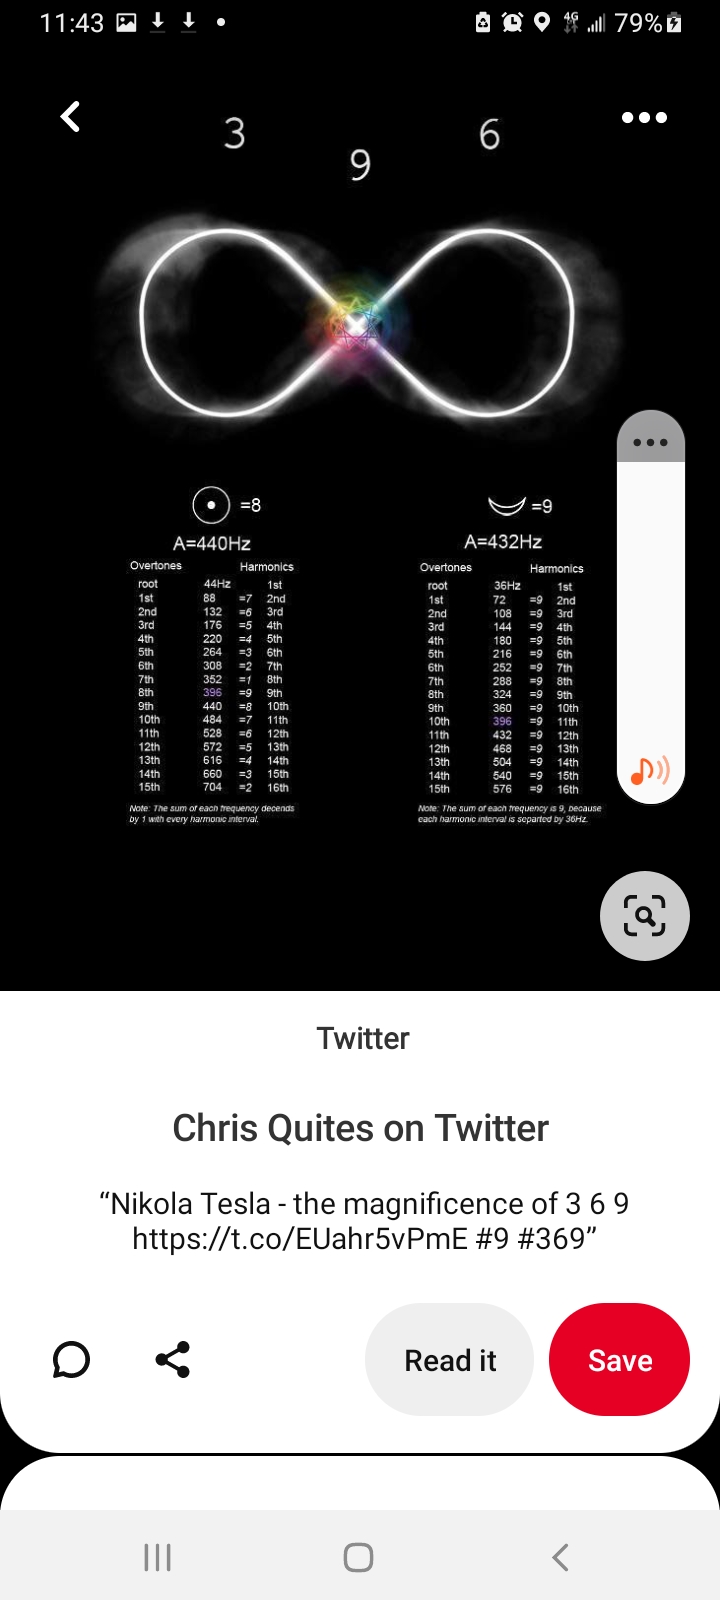 11:43 4G 79%
3 9 6
=8
A=440Hz
Overtones Harmonics
root 44Hz 1st
1st 88 =7 2nd
2nd 132 =6 3rd
3rd 176 =5 4th
4th 220 =4 5th
5th 264 =3 6th
6th 308 =2 7th
7th 352 =1 8th
8th 396 =9 9th
9th 440 =8 10th
10th 484 =7 11th
11th 528 =6 12th
12th 572 =5 13th
13th 616 =4 14th
14th 660 =3 15th
15th 704 =2 16th
Note: The sum of each frequency decends
by 1 with every harmonic interval.
=9
A=432Hz
Overtones Harmonics
root 36Hz 1st
1st 72 =9 2nd
2nd 108 =9 3rd
3rd 144 =9 4th
4th 180 =9 5th
5th 216 =9 6th
6th 252 =9 7th
7th 288 =9 8th
8th 324 =9 9th
9th 360 =9 10th
10th 396 =9 11th
11th 432 =9 12th
12th 468 =9 13th
13th 504 =9 14th
14th 540 =9 15th
15th 576 =9 16th
Note: The sum of each frequency is 9, because
each harmonic interval is separted by 36Hz.
Twitter
Chris Quites on Twitter
“Nikola Tesla - the magnificence of 3 6 9
https://t.co/EUahr5vPmE #9 #369”
Read it Save